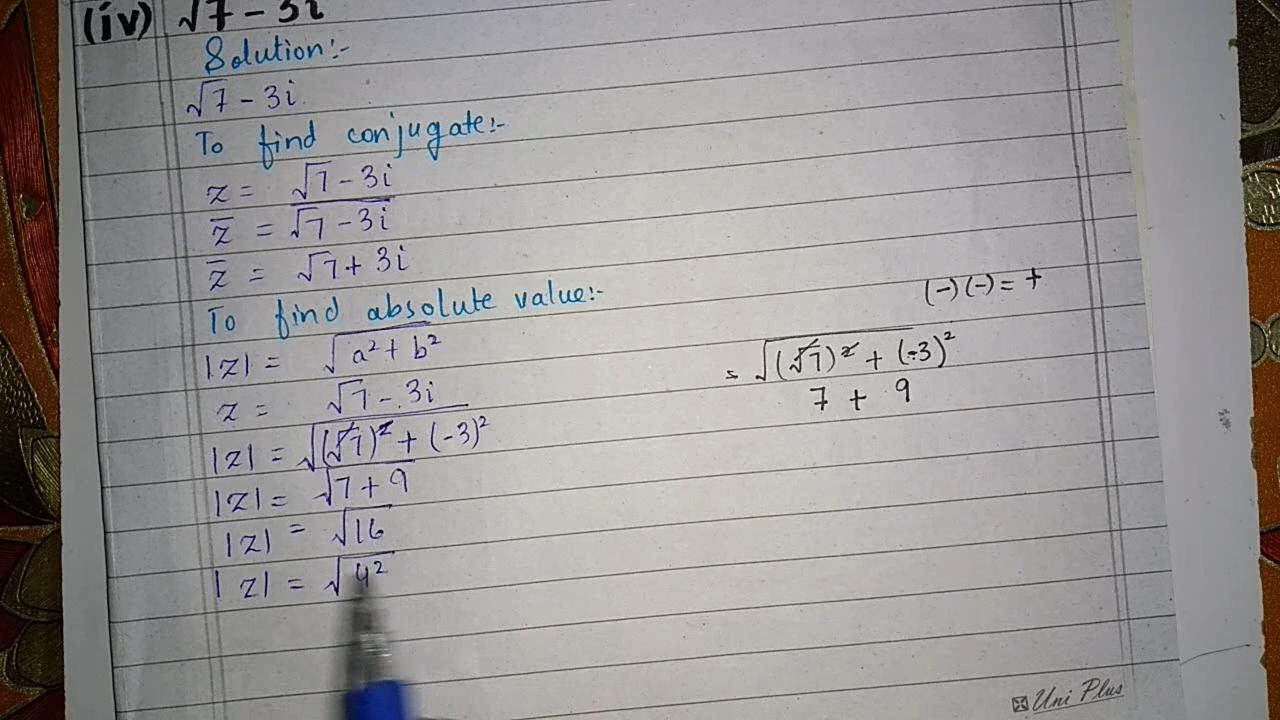 (iv) √7 - 3i
Solution:-
√7 - 3i
To find conjugate:-
z = √7 - 3i
z̅ = \overline{√7 - 3i}
z̅ = √7 + 3i
To find absolute value:-
|z| = √(a² + b²)
z = √7 - 3i
|z| = √((√7)² + (-3)²)
|z| = √(7 + 9)
|z| = √16
|z| = √4²
(-)(-) = +
= √((√7)² + (-3)²)
7 + 9
Uni Plus